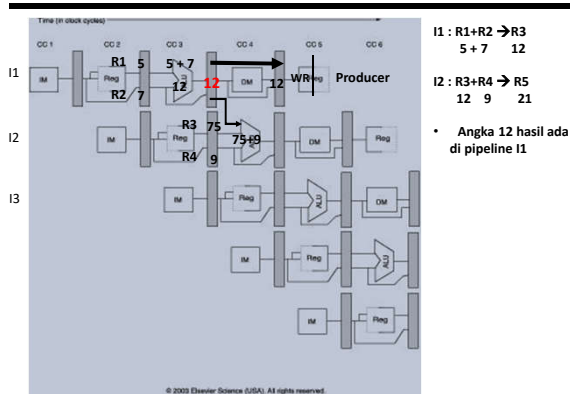 Time (in clock cycles)
CC 1 CC 2 CC 3 CC 4 CC 5 CC 6
I1 IM Reg R1 5 R2 7 5 + 7 12 12 DM 12 WR Reg Producer
I2 IM R3 75 R4 9 75+9 DM Reg
I3 IM Reg ALU DM
IM Reg ALU
IM Reg
© 2003 Elsevier Science (USA). All rights reserved.
I1 : R1+R2 →R3
5 + 7 12
I2 : R3+R4 → R5
12 9 21
• Angka 12 hasil ada
di pipeline I1